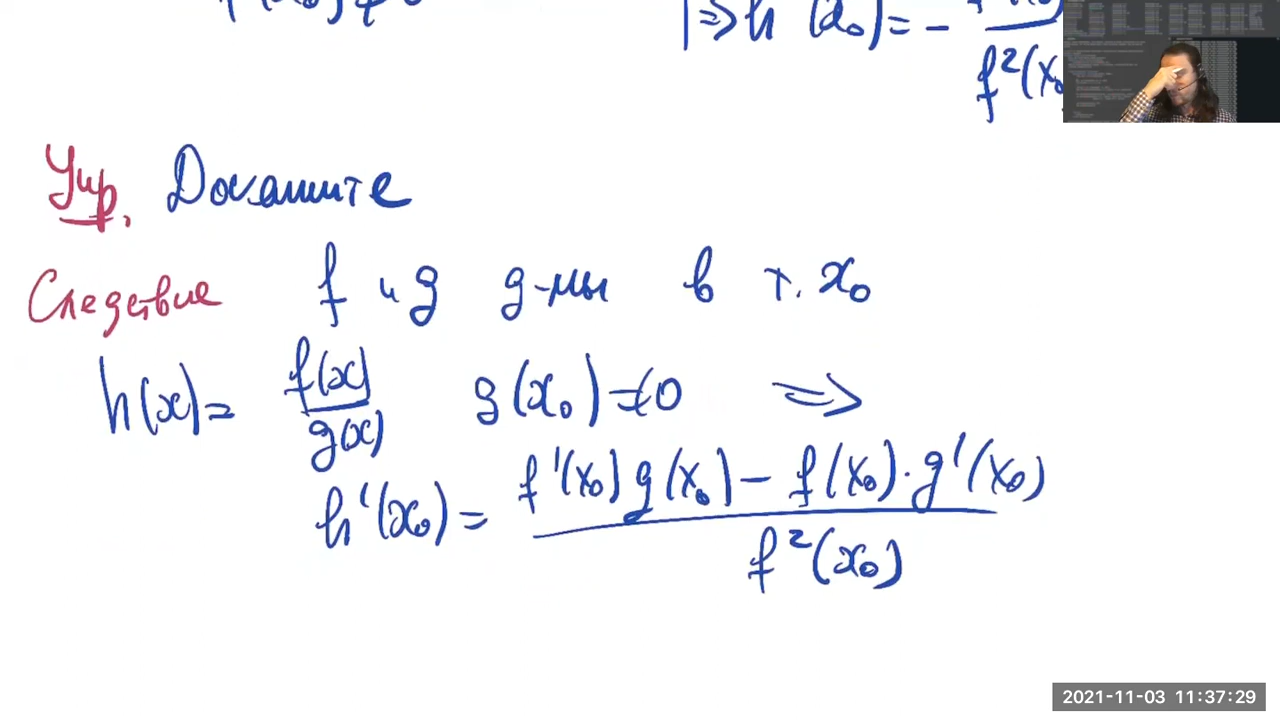 |⇒ h'(x₀) = -
f²(x₀
Упр. Докажите
Следствие f и g д-мы в т. x₀
h(x) = f(x)/g(x) g(x₀) ≠ 0 ⇒
h'(x₀) = (f'(x₀) g(x₀) - f(x₀) · g'(x₀))/f²(x₀)
2021-11-03 11:37:29